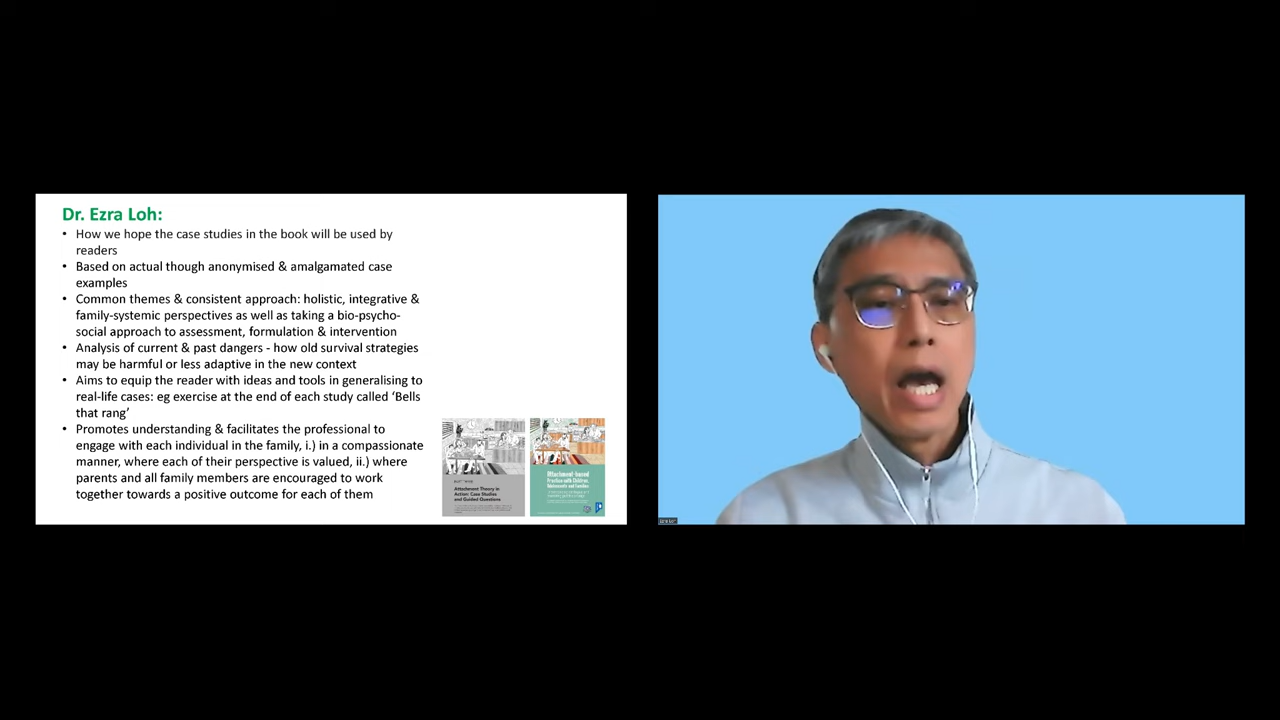 Dr. Ezra Loh:
• How we hope the case studies in the book will be used by
readers
• Based on actual though anonymised & amalgamated case
examples
• Common themes & consistent approach: holistic, integrative &
family-systemic perspectives as well as taking a bio-psycho-
social approach to assessment, formulation & intervention
• Analysis of current & past dangers - how old survival strategies
may be harmful or less adaptive in the new context
• Aims to equip the reader with ideas and tools in generalising to
real-life cases: eg exercise at the end of each study called ‘Bells
that rang’
• Promotes understanding & facilitates the professional to
engage with each individual in the family, i.) in a compassionate
manner, where each of their perspective is valued, ii.) where
parents and all family members are encouraged to work
together towards a positive outcome for each of them
Attachment Theory in
Action: Case Studies
and Guided Questions
Attachment-based
Practice with Children,
Adolescents and Families
Ezra Loh